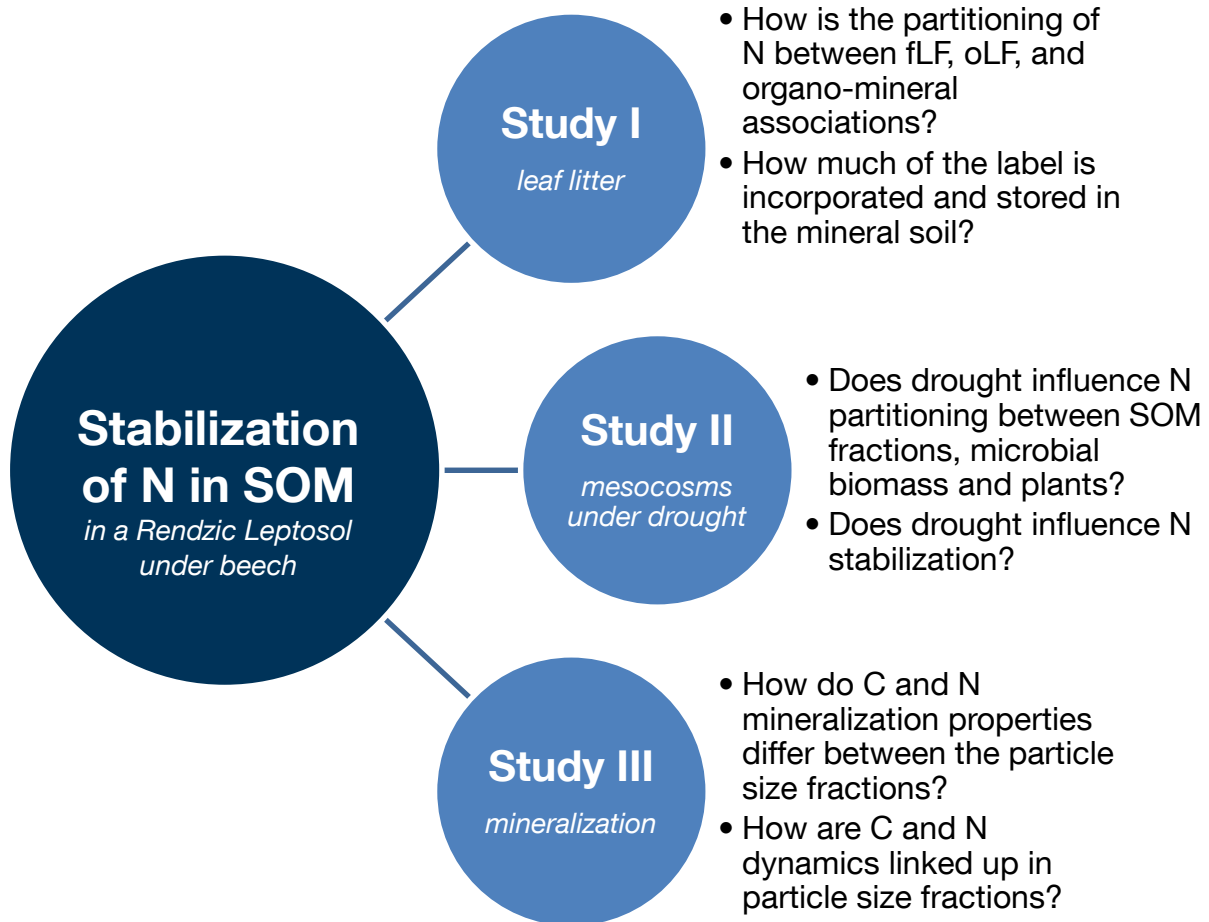 Stabilization
of N in SOM
in a Rendzic Leptosol
under beech
Study I
leaf litter
• How is the partitioning of
N between fLF, oLF, and
organo-mineral
associations?
• How much of the label is
incorporated and stored in
the mineral soil?
Study II
mesocosms
under drought
• Does drought influence N
partitioning between SOM
fractions, microbial
biomass and plants?
• Does drought influence N
stabilization?
Study III
mineralization
• How do C and N
mineralization properties
differ between the particle
size fractions?
• How are C and N
dynamics linked up in
particle size fractions?